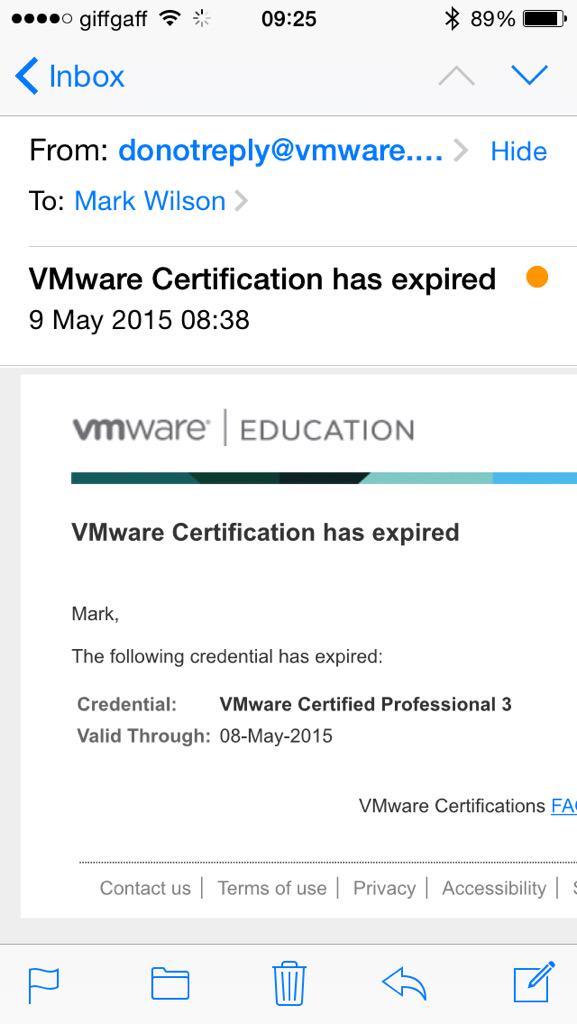 giffgaff 09:25 89%
Inbox
From: donotreply@vmware.... Hide
To: Mark Wilson
VMware Certification has expired
9 May 2015 08:38
vmware® | EDUCATION
VMware Certification has expired
Mark,
The following credential has expired:
Credential: VMware Certified Professional 3
Valid Through: 08-May-2015
VMware Certifications FA
Contact us | Terms of use | Privacy | Accessibility |